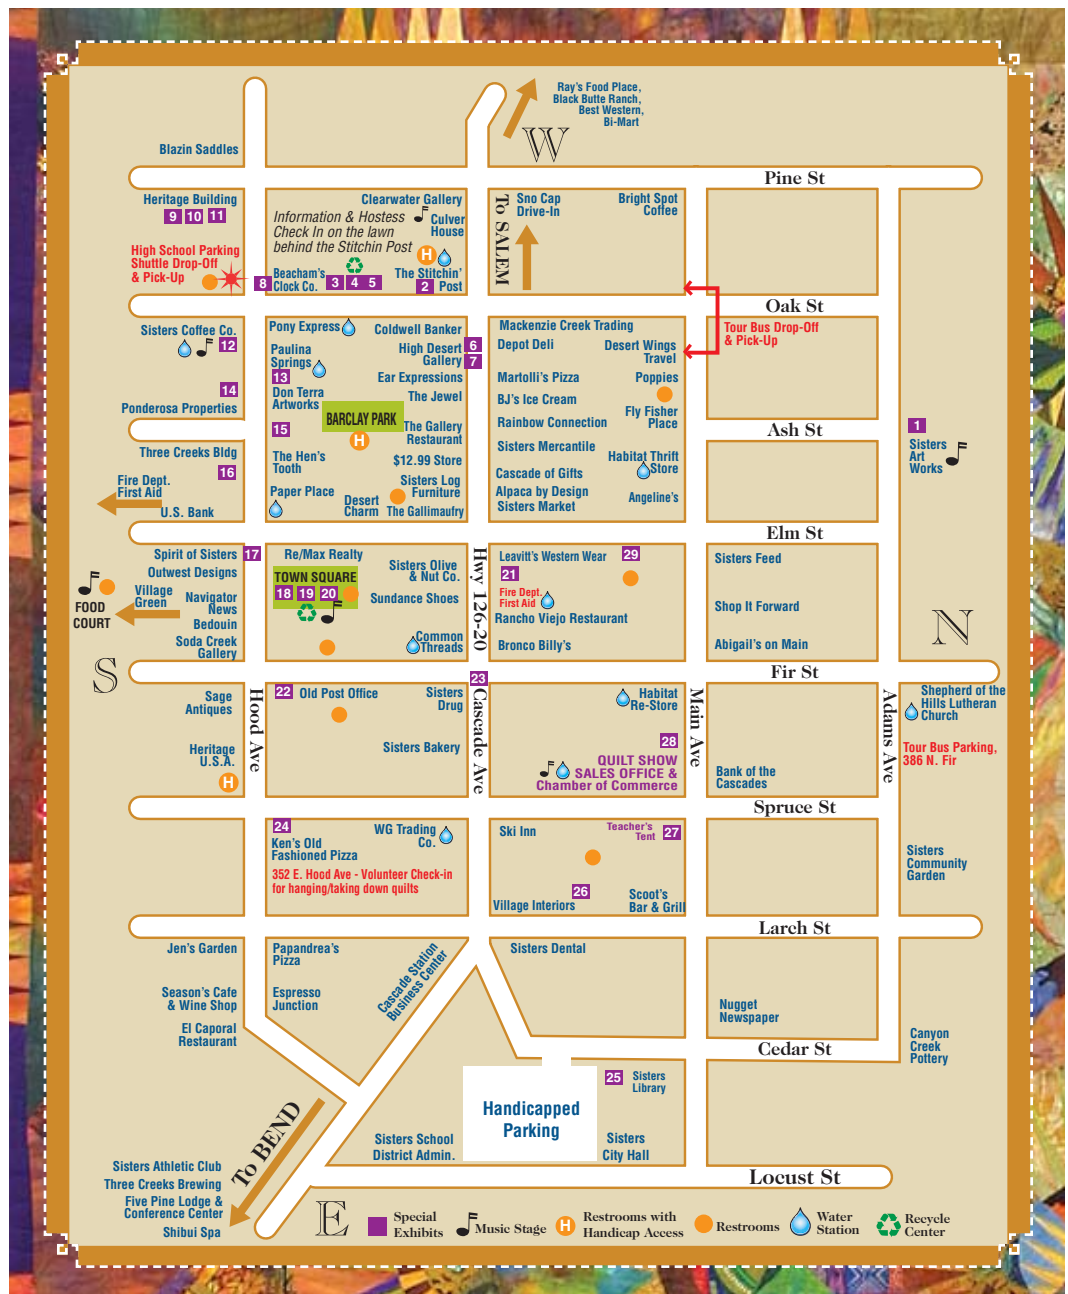 Ray's Food Place,
Black Butte Ranch,
Best Western,
Bi-Mart
W
Blazin Saddles
Pine St
Heritage Building
9 10 11
Clearwater Gallery
Information & Hostess
Check In on the lawn
behind the Stitchin Post
Culver
House
H
To SALEM
Sno Cap
Drive-In
Bright Spot
Coffee
High School Parking
Shuttle Drop-Off
& Pick-Up
8
Beacham's
Clock Co.
3 4 5
The Stitchin'
Post
2
Oak St
Tour Bus Drop-Off
& Pick-Up
Sisters Coffee Co.
12
Pony Express
Coldwell Banker
Paulina
Springs
High Desert
Gallery
6
7
13
Don Terra
Artworks
Ear Expressions
The Jewel
BARCLAY PARK
H
15
The Gallery
Restaurant
The Hen's
Tooth
$12.99 Store
Sisters Log
Furniture
Paper Place
Desert
Charm
The Gallimaufry
Mackenzie Creek Trading
Depot Deli
Desert Wings
Travel
Martolli's Pizza
Poppies
BJ's Ice Cream
Fly Fisher
Place
Rainbow Connection
Sisters Mercantile
Habitat Thrift
Store
Cascade of Gifts
Alpaca by Design
Angeline's
Sisters Market
14
Ponderosa Properties
Ash St
1
Sisters
Art
Works
Three Creeks Bldg
16
Fire Dept.
First Aid
U.S. Bank
Elm St
Spirit of Sisters
17
Outwest Designs
Village
Green
Navigator
News
Bedouin
Soda Creek
Gallery
FOOD
COURT
Re/Max Realty
TOWN SQUARE
18 19 20
Sisters Olive
& Nut Co.
Sundance Shoes
Common
Threads
Hwy 126-20
Leavitt's Western Wear
29
21
Fire Dept.
First Aid
Rancho Viejo Restaurant
Bronco Billy's
Sisters Feed
Shop It Forward
Abigail's on Main
N
S
Fir St
Sage
Antiques
Hood Ave
22
Old Post Office
Sisters
Drug
23
Cascade Ave
Habitat
Re-Store
Main Ave
Adams Ave
Shepherd of the
Hills Lutheran
Church
Heritage
U.S.A.
H
Sisters Bakery
28
QUILT SHOW
SALES OFFICE &
Chamber of Commerce
Bank of the
Cascades
Tour Bus Parking,
386 N. Fir
Spruce St
24
Ken's Old
Fashioned Pizza
WG Trading
Co.
352 E. Hood Ave - Volunteer Check-in
for hanging/taking down quilts
Ski Inn
Teacher's
Tent
27
26
Village Interiors
Scoot's
Bar & Grill
Sisters
Community
Garden
Larch St
Jen's Garden
Papandrea's
Pizza
Cascade Station
Business Center
Sisters Dental
Season's Cafe
& Wine Shop
Espresso
Junction
El Caporal
Restaurant
Nugget
Newspaper
Cedar St
Canyon
Creek
Pottery
25
Sisters
Library
Handicapped
Parking
Sisters School
District Admin.
Sisters
City Hall
To BEND
Sisters Athletic Club
Three Creeks Brewing
Five Pine Lodge &
Conference Center
Shibui Spa
Locust St
E
Special
Exhibits
Music Stage
H
Restrooms with
Handicap Access
Restrooms
Water
Station
Recycle
Center